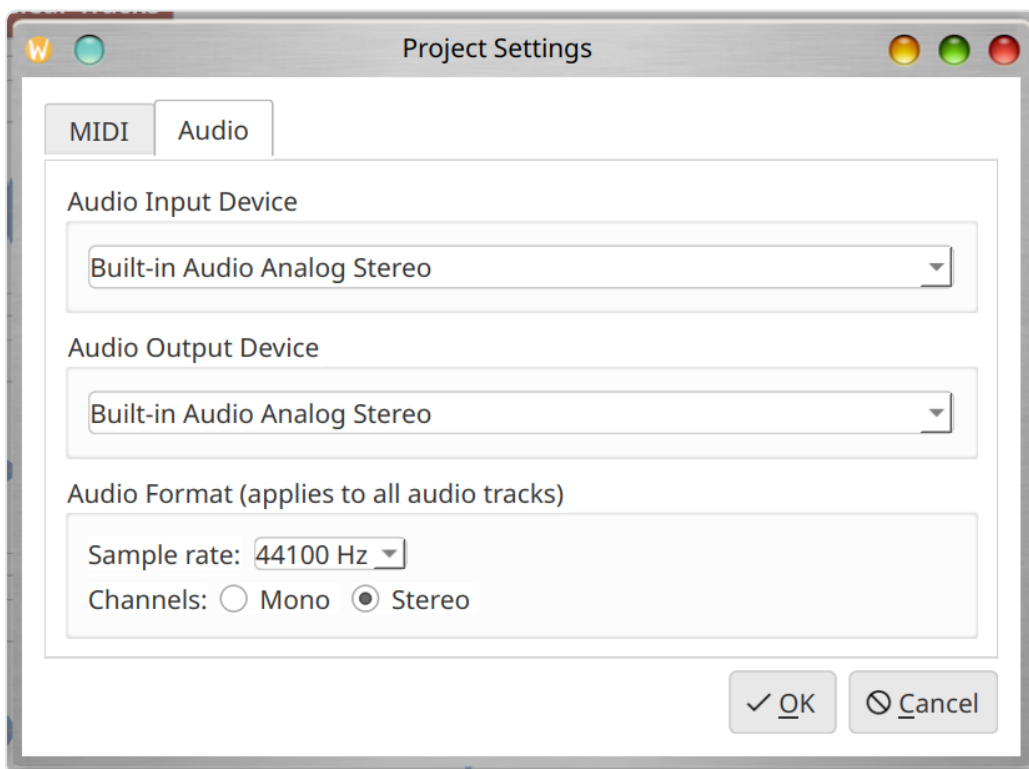 Project Settings
MIDI
Audio
Audio Input Device
Built-in Audio Analog Stereo
Audio Output Device
Built-in Audio Analog Stereo
Audio Format (applies to all audio tracks)
Sample rate: 44100 Hz
Channels: Mono Stereo
OK Cancel